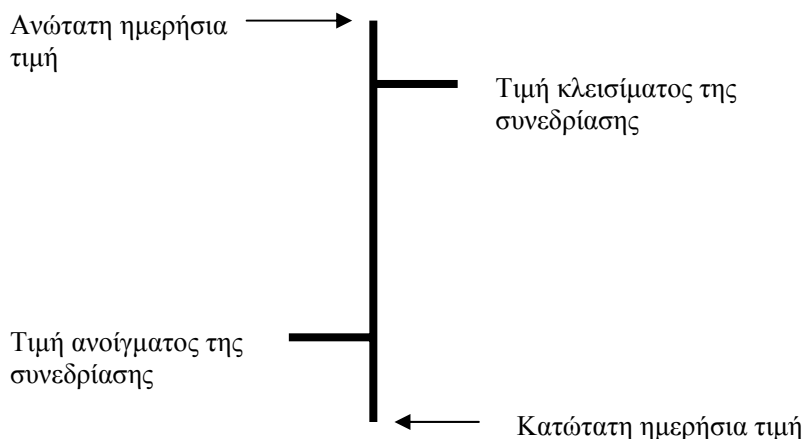 Ανώτατη ημερήσια
τιμή
Τιμή κλεισίματος της
συνεδρίασης
Τιμή ανοίγματος της
συνεδρίασης
Κατώτατη ημερήσια τιμή